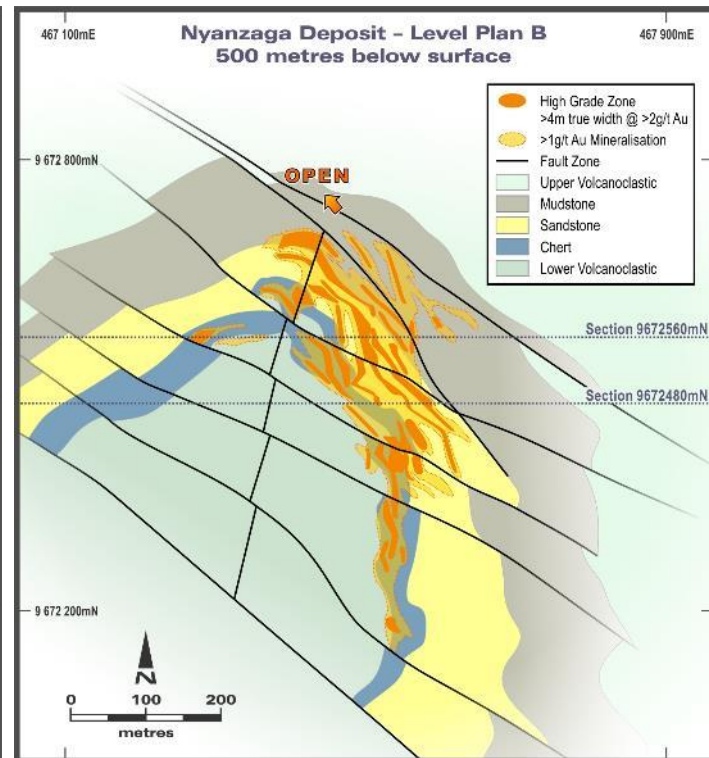 467 100mE
Nyanzaga Deposit – Level Plan B
467 900mE
500 metres below surface
High Grade Zone
>4m true width @ >2g/t Au
>1g/t Au Mineralisation
Fault Zone
Upper Volcanoclastic
Mudstone
Sandstone
Chert
Lower Volcanoclastic
9 672 800mN
OPEN
Section 9672560mN
Section 9672480mN
9 672 200mN
N
0 100 200
metres